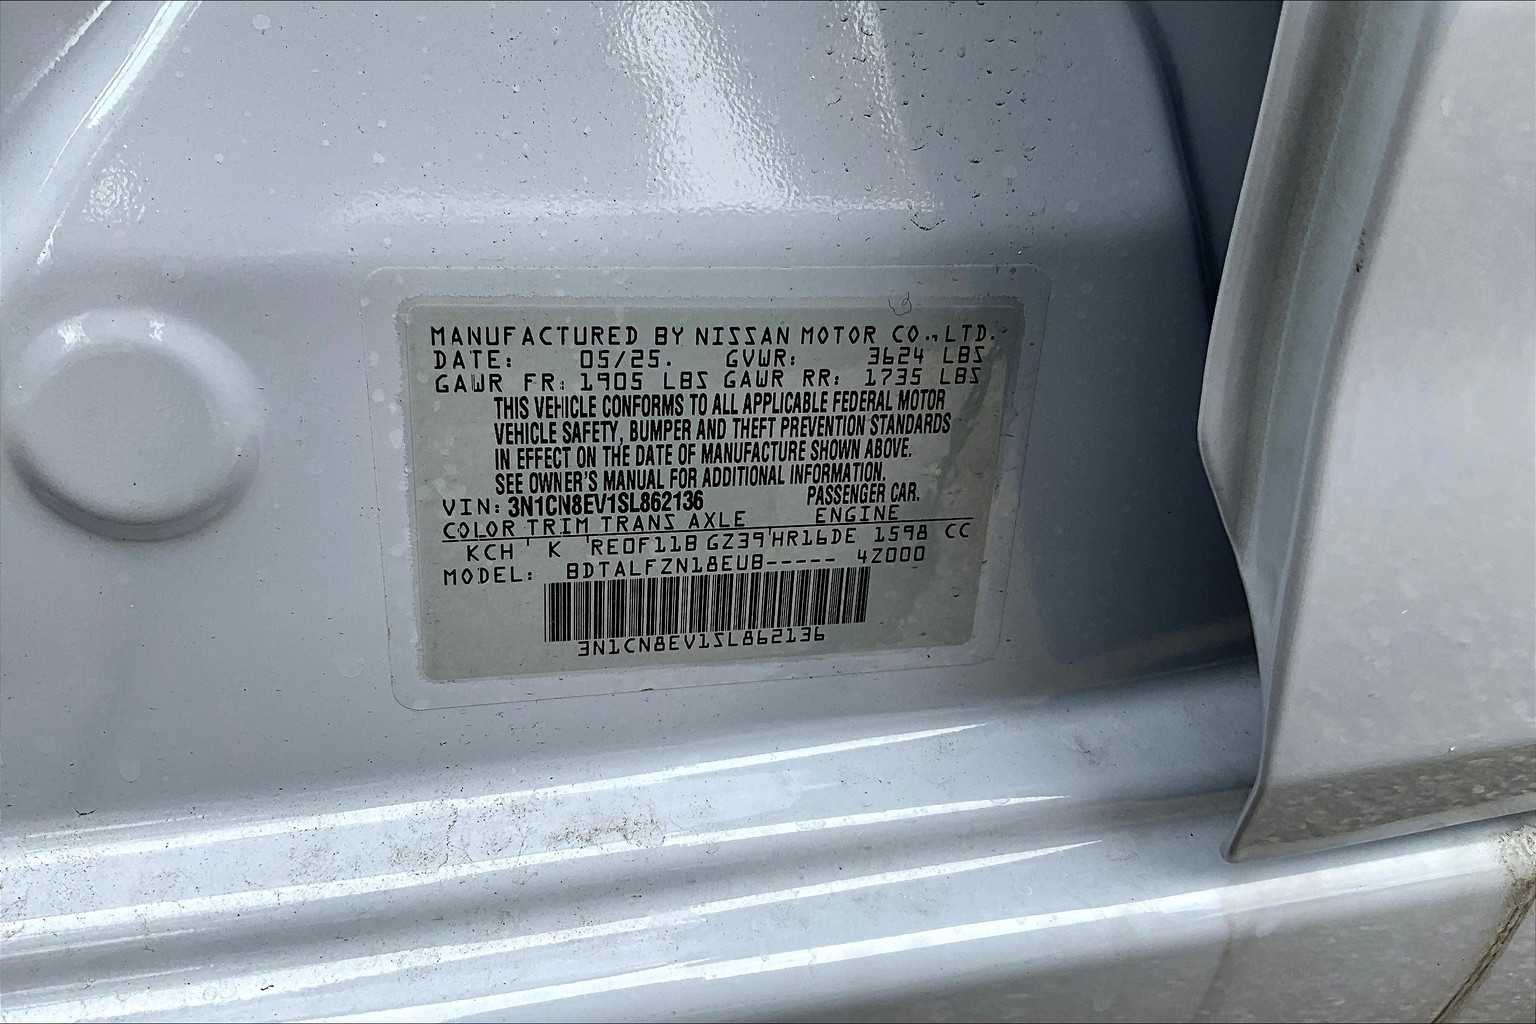 MANUFACTURED BY NISSAN MOTOR CO., LTD.
DATE: 05/25. GVWR: 3624 LBS
GAWR FR: 1905 LBS GAWR RR: 1735 LBS
THIS VEHICLE CONFORMS TO ALL APPLICABLE FEDERAL MOTOR
VEHICLE SAFETY, BUMPER AND THEFT PREVENTION STANDARDS
IN EFFECT ON THE DATE OF MANUFACTURE SHOWN ABOVE.
SEE OWNER'S MANUAL FOR ADDITIONAL INFORMATION.
VIN: 3N1CN8EV1SL862136 PASSENGER CAR.
COLOR TRIM TRANS AXLE ENGINE
KCH K RE0F11B GZ39 HR16DE 1598 CC
MODEL: BDTALFZN18EUB----- 4Z000
3N1CN8EV1SL862136